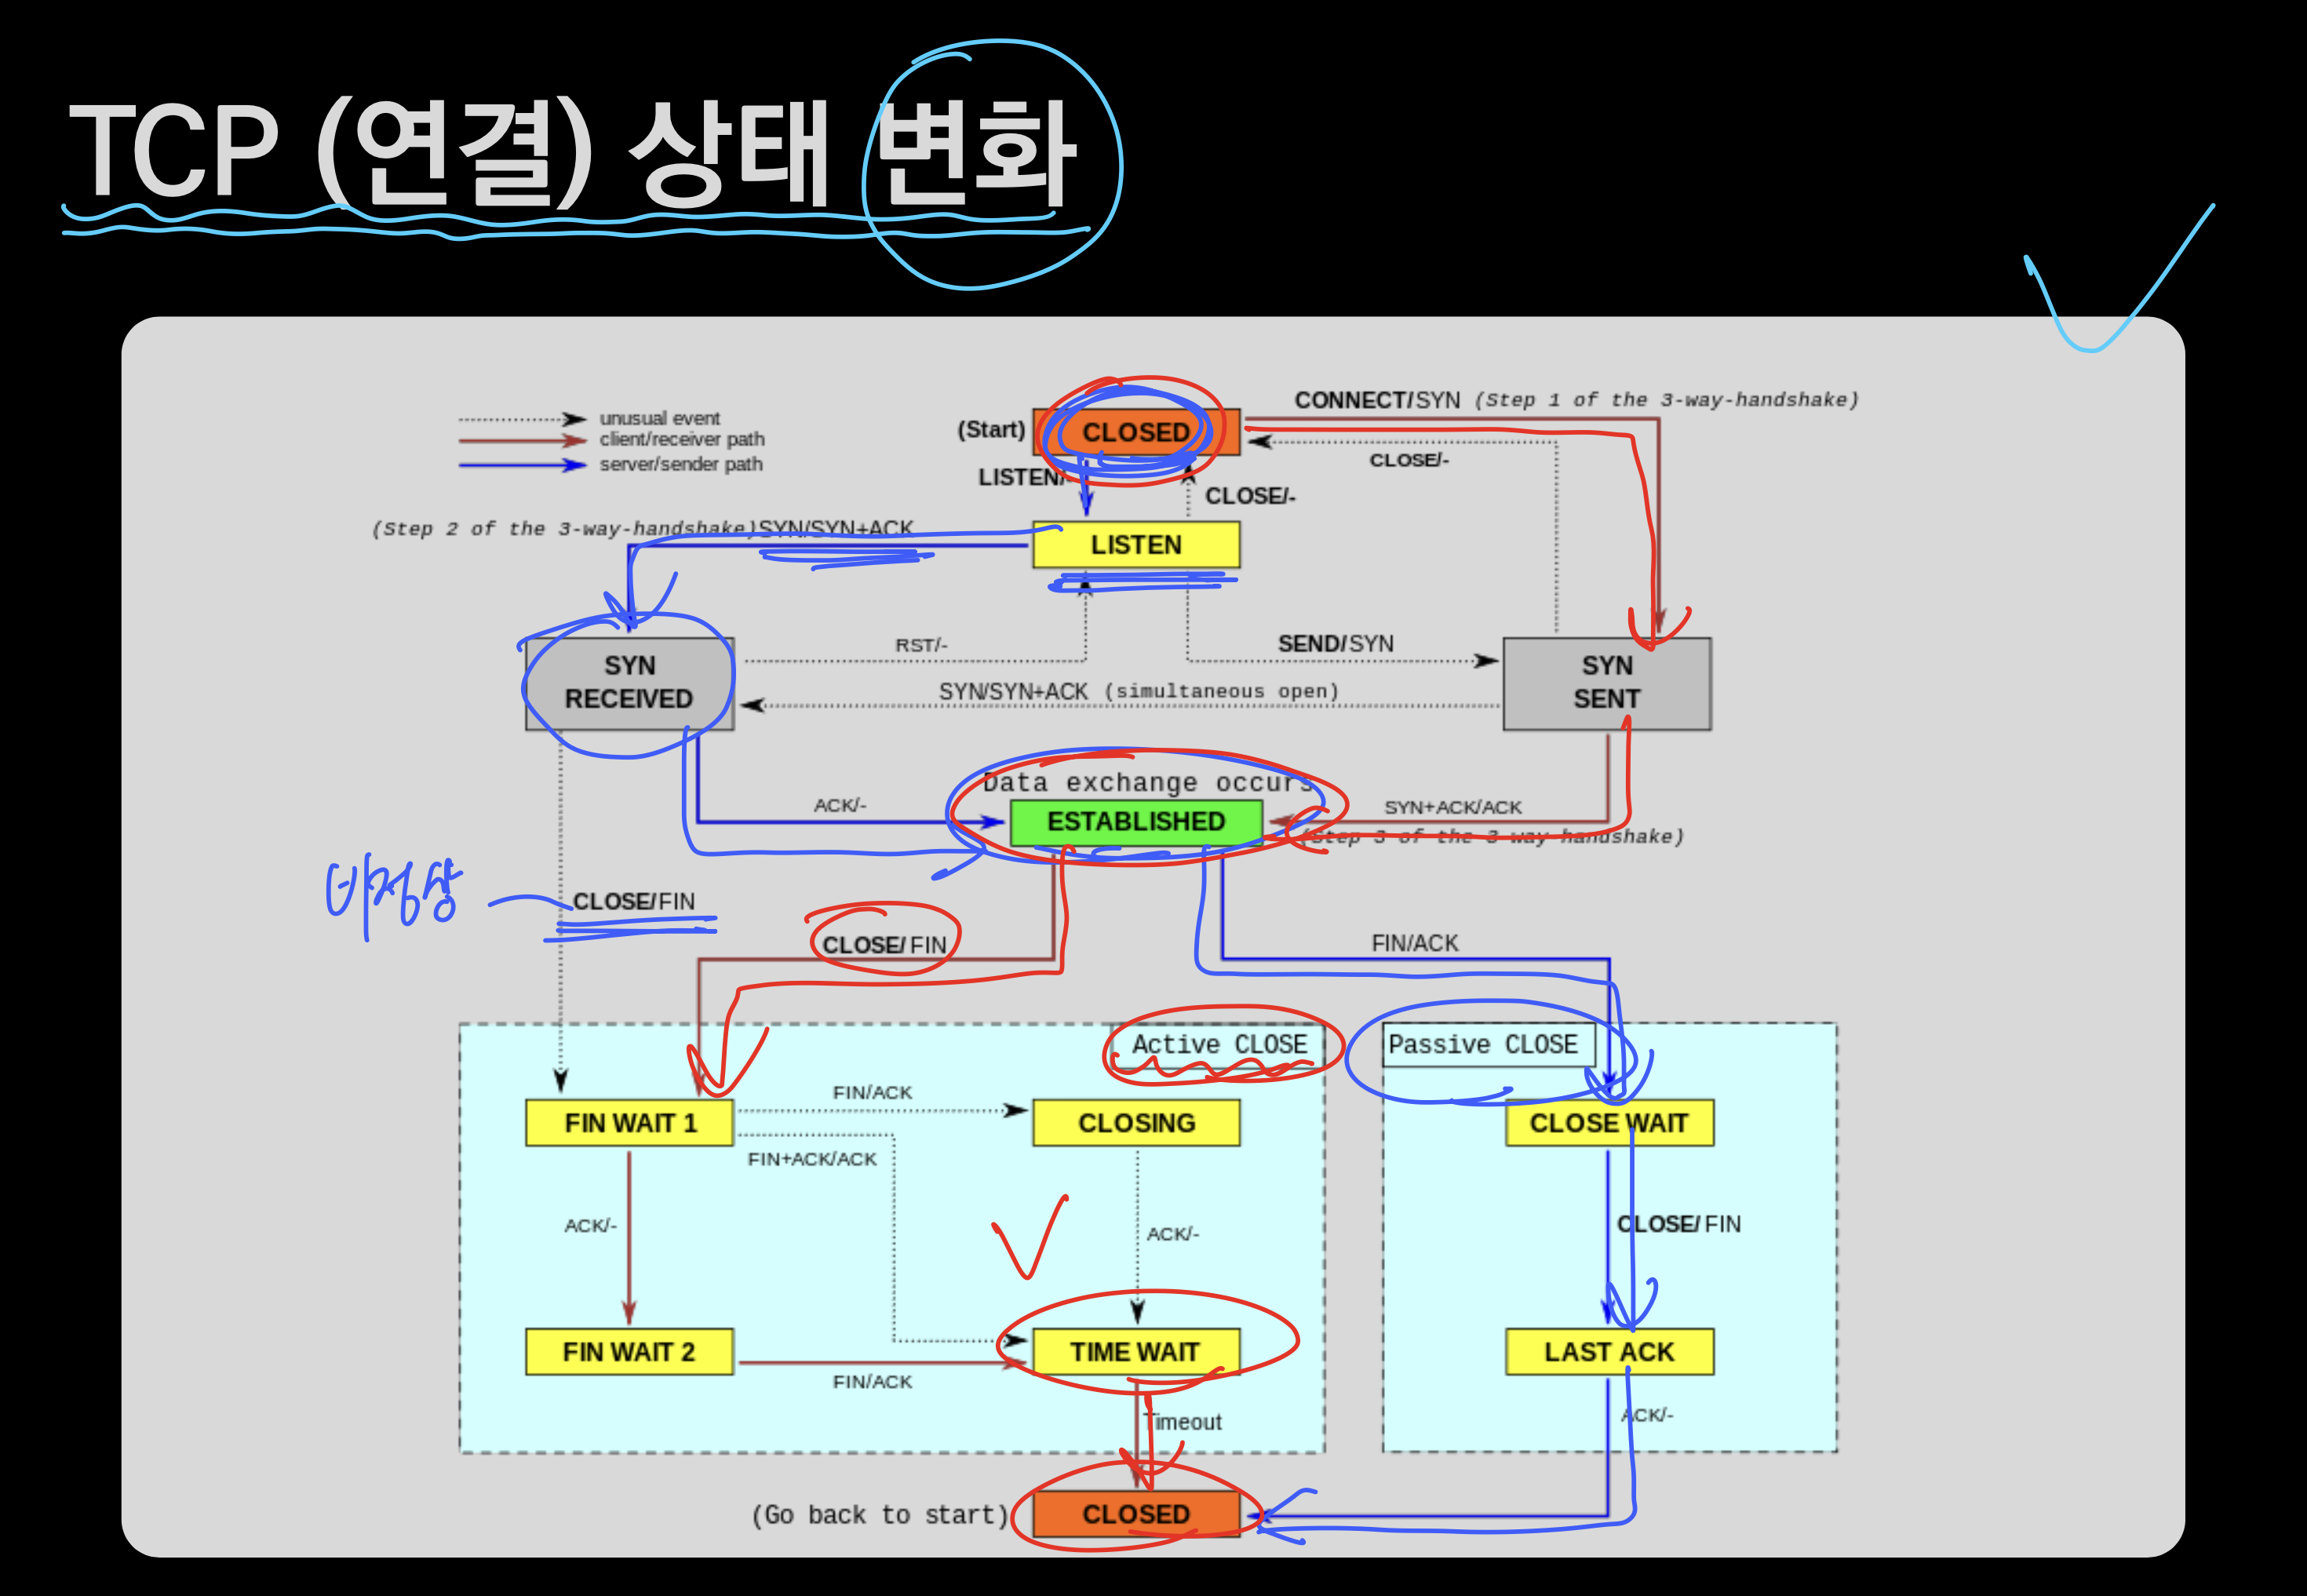 TCP (연결) 상태 변화
unusual event
client/receiver path
server/sender path
(Start)
CLOSED
CONNECT/SYN (Step 1 of the 3-way-handshake)
CLOSE/-
LISTEN/-
CLOSE/-
(Step 2 of the 3-way-handshake)SYN/SYN+ACK
LISTEN
SYN
RECEIVED
RST/-
SEND/SYN
SYN
SENT
SYN/SYN+ACK (simultaneous open)
Data exchange occurs
ACK/-
ESTABLISHED
SYN+ACK/ACK
(Step 3 of the 3-way-handshake)
비정상
CLOSE/FIN
CLOSE/FIN
FIN/ACK
Active CLOSE
Passive CLOSE
FIN WAIT 1
FIN/ACK
CLOSING
CLOSE WAIT
FIN+ACK/ACK
ACK/-
ACK/-
CLOSE/FIN
FIN WAIT 2
TIME WAIT
LAST ACK
FIN/ACK
Timeout
ACK/-
(Go back to start)
CLOSED